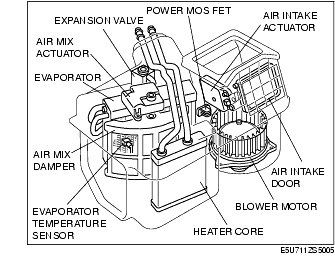 POWER MOS FET
EXPANSION VALVE
AIR INTAKE
ACTUATOR
AIR MIX
ACTUATOR
EVAPORATOR
AIR MIX
DAMPER
AIR INTAKE
DOOR
EVAPORATOR
TEMPERATURE
SENSOR
BLOWER MOTOR
HEATER CORE
E5U711ZS5005